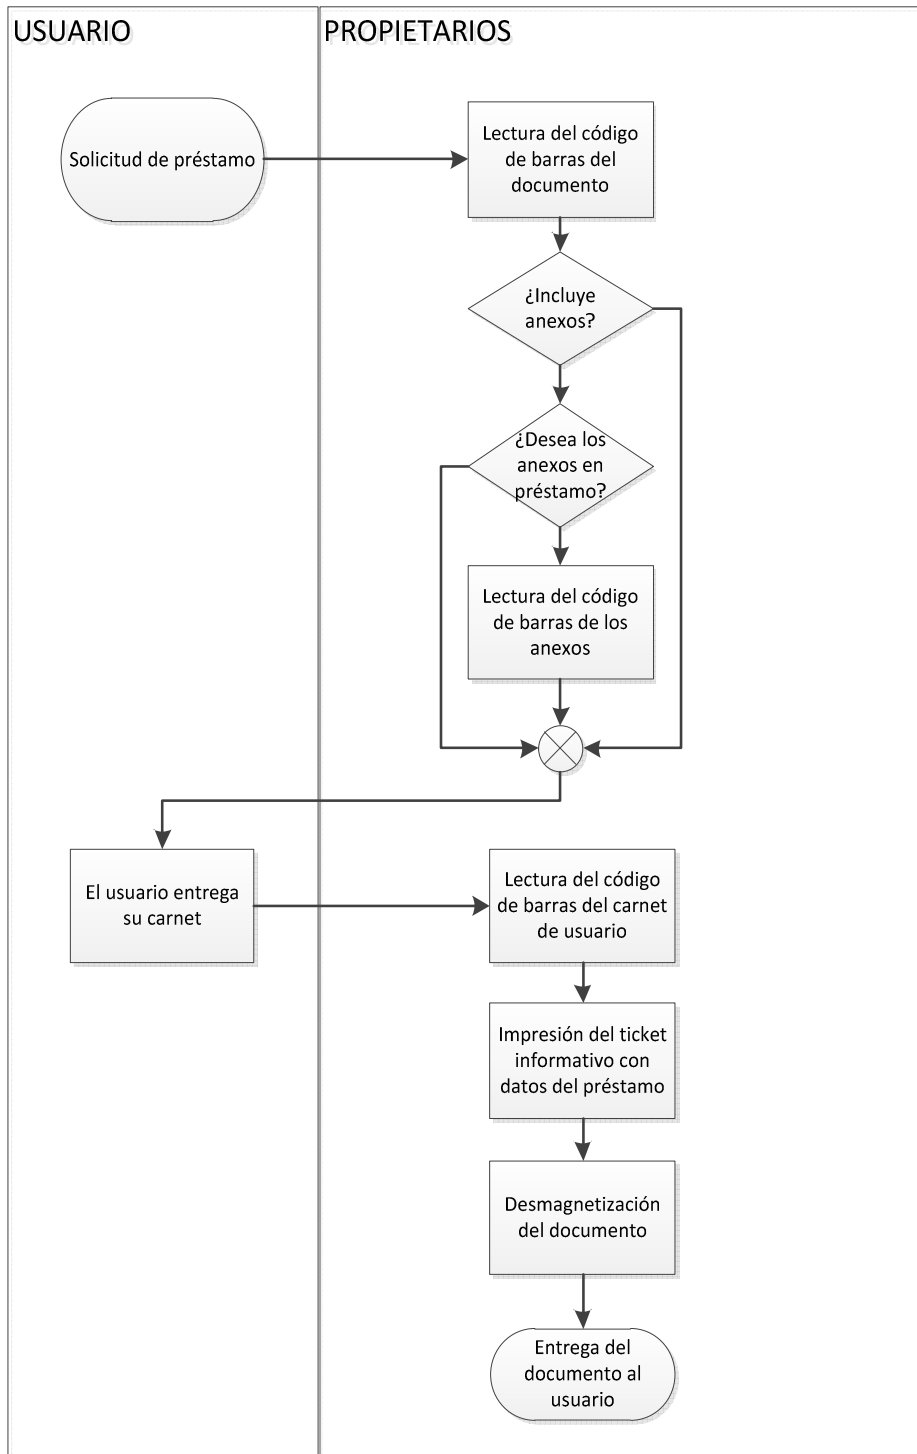 USUARIO
PROPIETARIOS
Solicitud de préstamo
Lectura del código
de barras del
documento
¿Incluye
anexos?
¿Desea los
anexos en
préstamo?
Lectura del código
de barras de los
anexos
El usuario entrega
su carnet
Lectura del código
de barras del carnet
de usuario
Impresión del ticket
informativo con
datos del préstamo
Desmagnetización
del documento
Entrega del
documento al
usuario